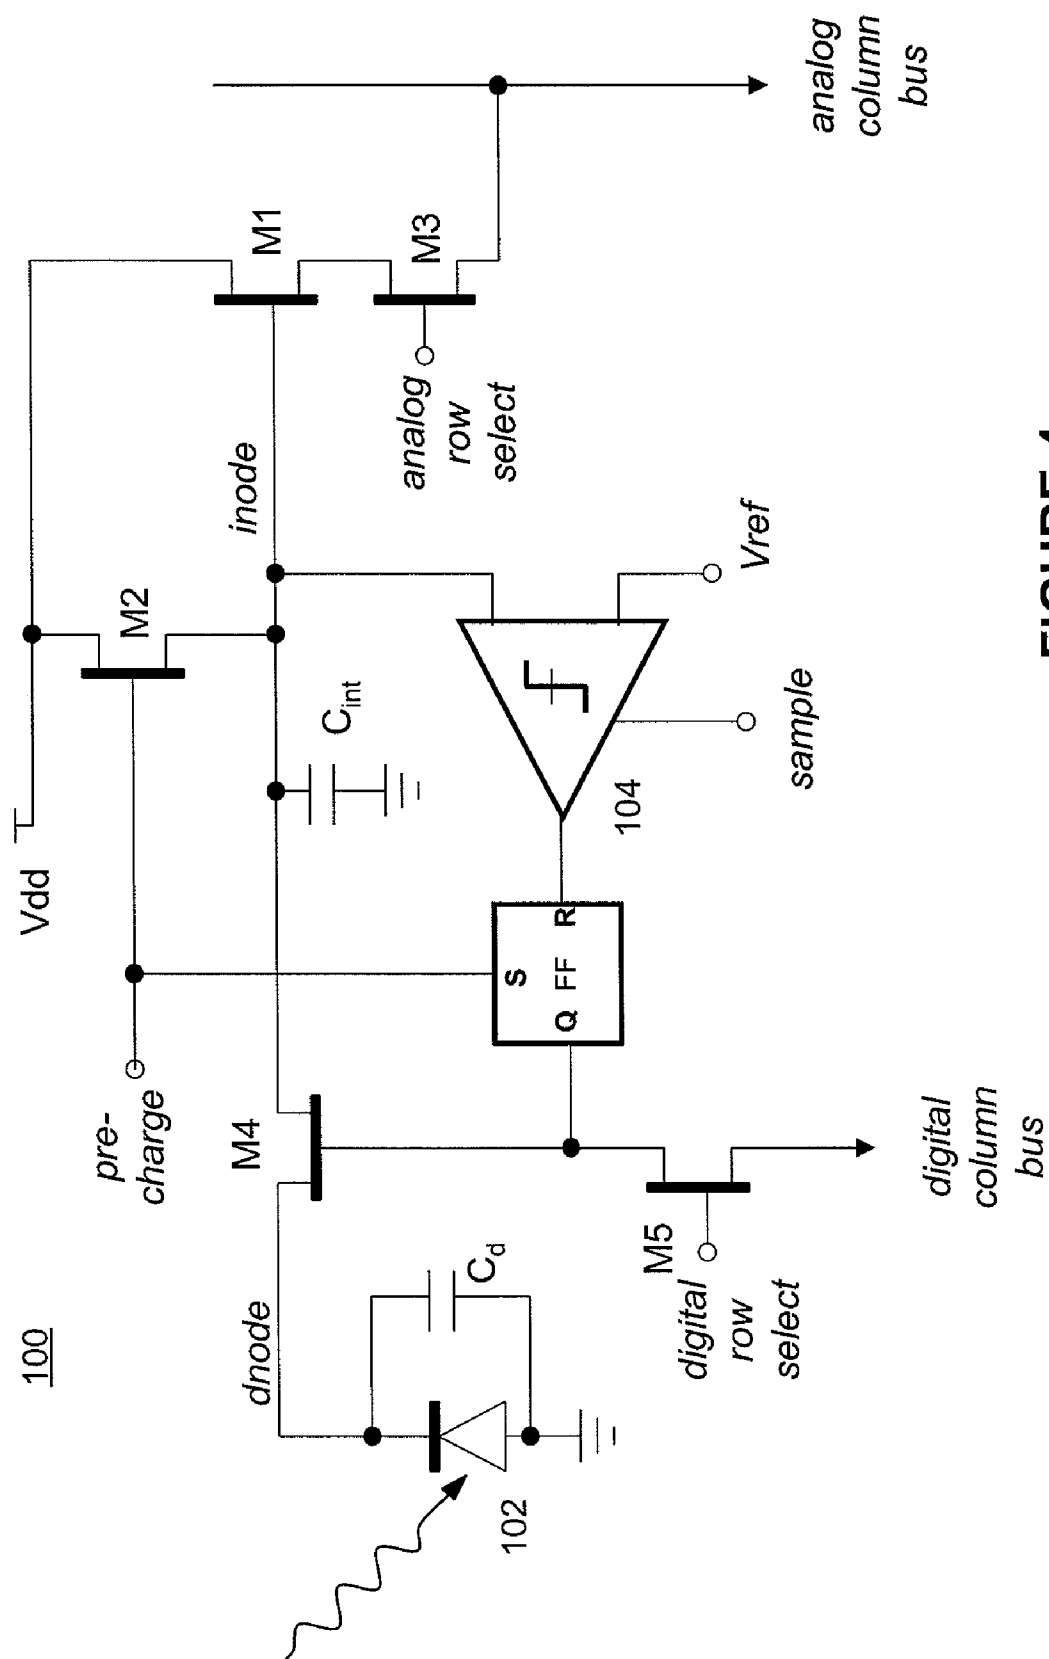 100
Vdd
pre-
charge
M2
dnode
M4
inode
M1
C_int
M3
C_d
analog
row
select
102
S
Q FF R
104
M5
digital
row
select
sample
Vref
analog
column
bus
digital
column
bus
FIGURE